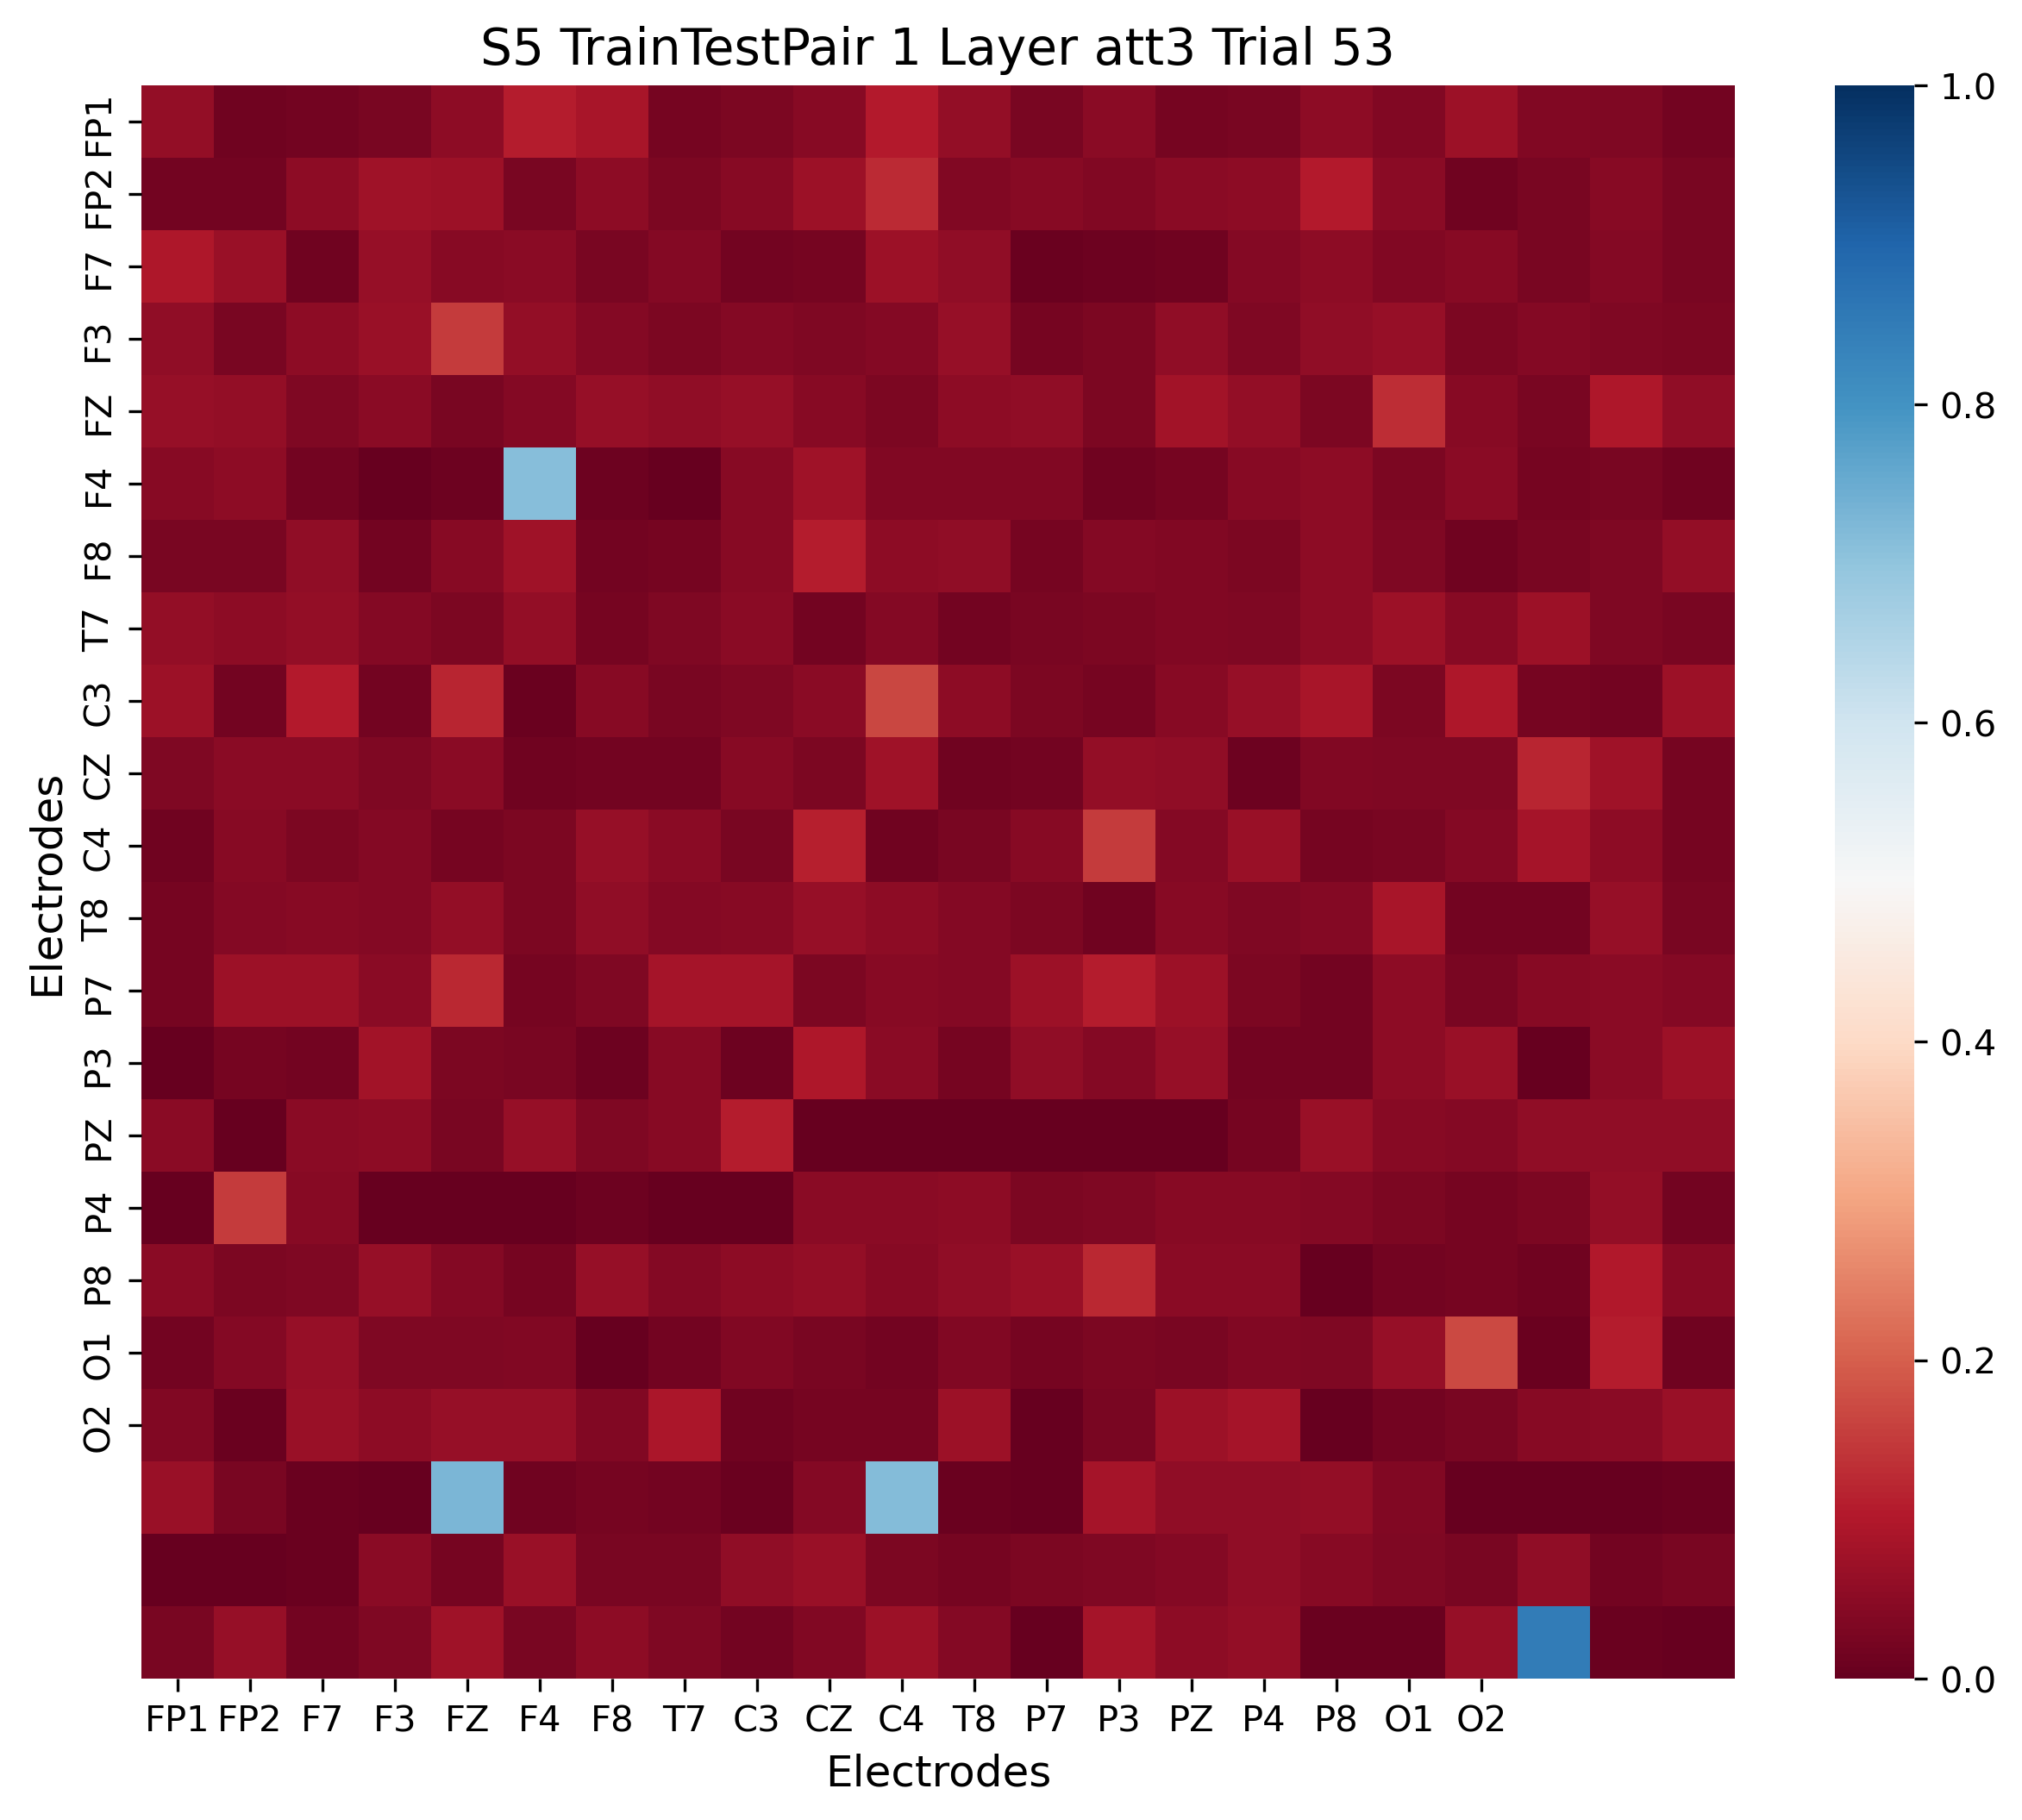 S5 TrainTestPair 1 Layer att3 Trial 53
Electrodes
FP1
FP2
F7
F3
FZ
F4
F8
T7
C3
CZ
C4
T8
P7
P3
PZ
P4
P8
O1
O2
FP1 FP2 F7 F3 FZ F4 F8 T7 C3 CZ C4 T8 P7 P3 PZ P4 P8 O1 O2
Electrodes
1.0
0.8
0.6
0.4
0.2
0.0